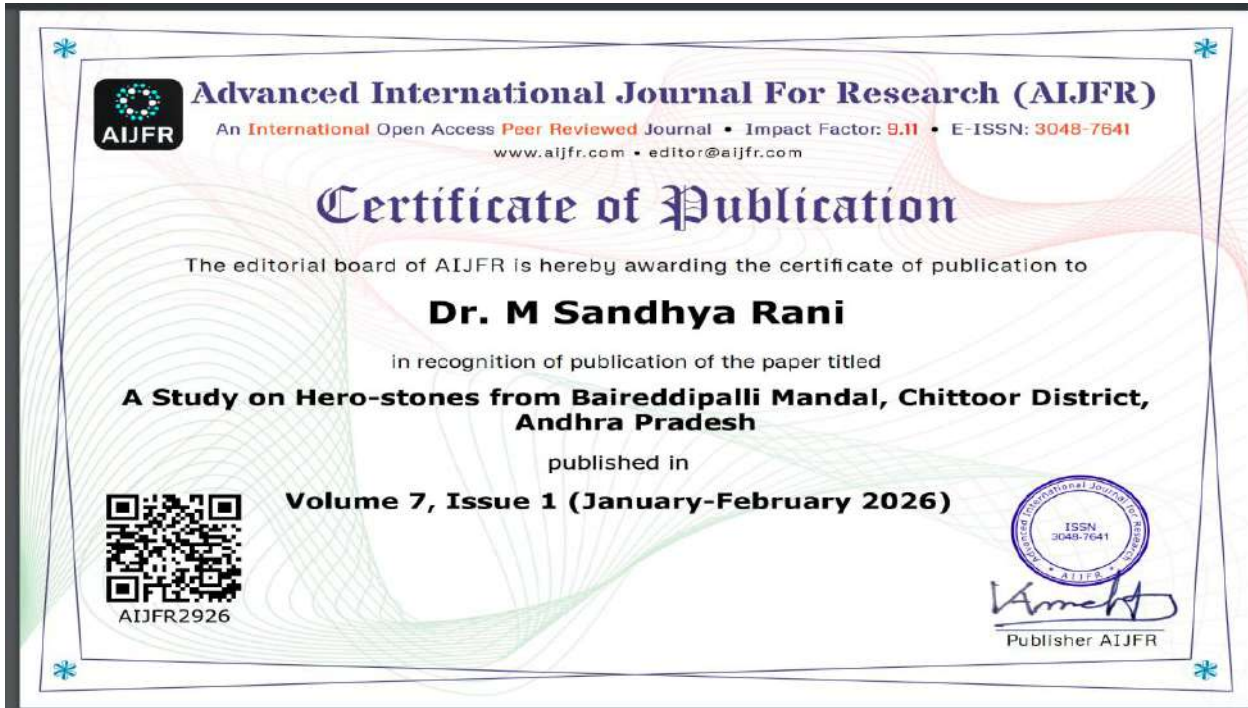 AIJFR
Advanced International Journal For Research (AIJFR)
An International Open Access Peer Reviewed Journal • Impact Factor: 9.11 • E-ISSN: 3048-7641
www.aijfr.com • editor@aijfr.com
Certificate of Publication
The editorial board of AIJFR is hereby awarding the certificate of publication to
Dr. M Sandhya Rani
in recognition of publication of the paper titled
A Study on Hero-stones from Baireddipalli Mandal, Chittoor District,
Andhra Pradesh
published in
Volume 7, Issue 1 (January-February 2026)
AIJFR2926
Advanced International Journal for Research
ISSN
3048-7641
• AIJFR •
Publisher AIJFR